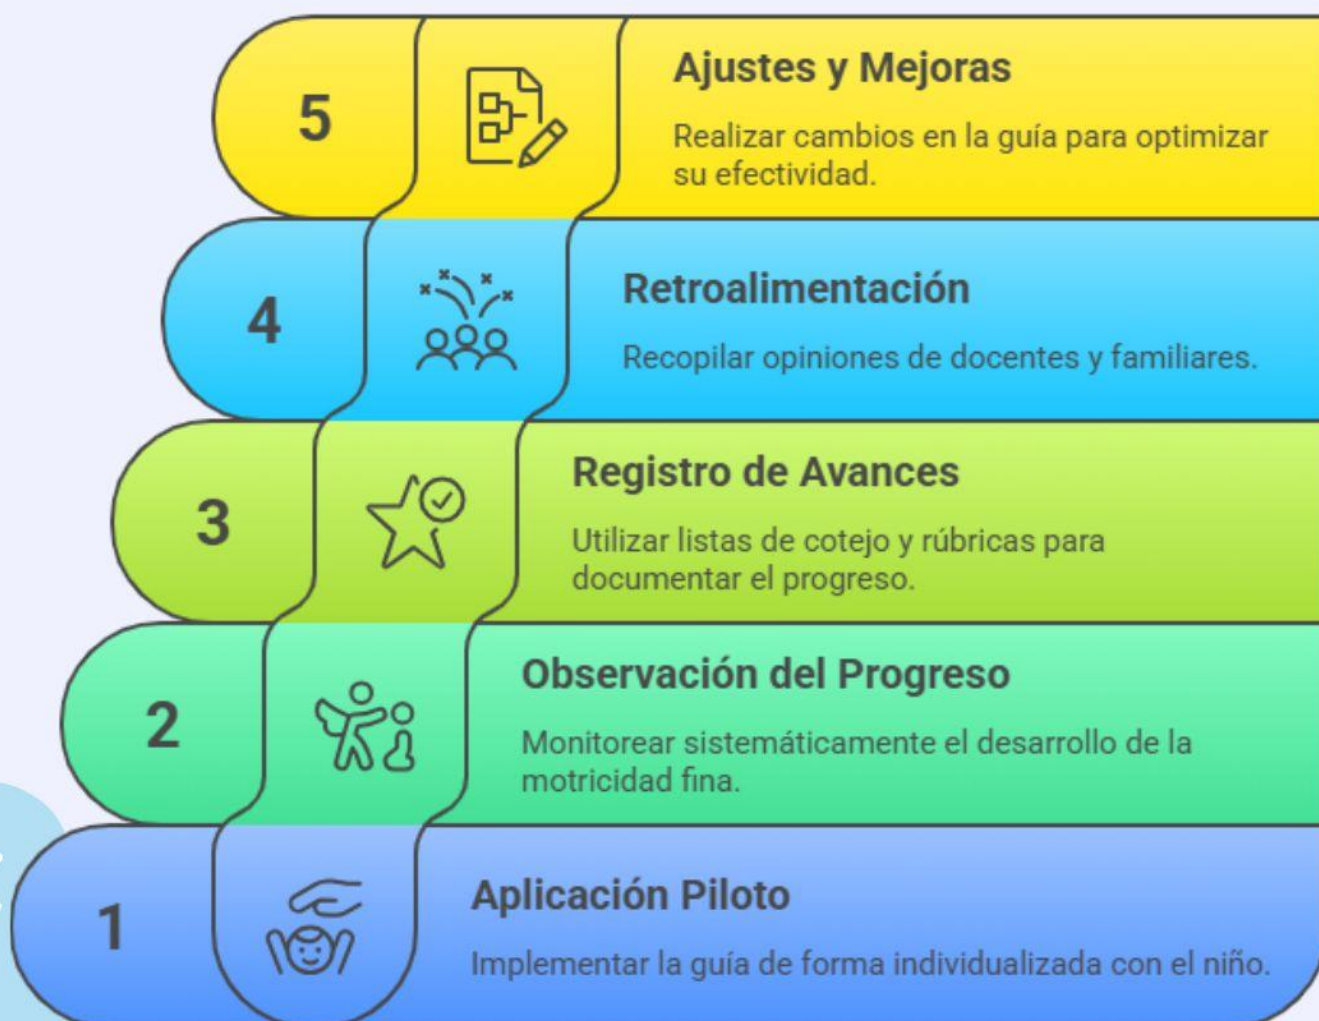 5
Ajustes y Mejoras
Realizar cambios en la guía para optimizar
su efectividad.
4
Retroalimentación
Recopilar opiniones de docentes y familiares.
3
Registro de Avances
Utilizar listas de cotejo y rúbricas para
documentar el progreso.
2
Observación del Progreso
Monitorear sistemáticamente el desarrollo de la
motricidad fina.
1
Aplicación Piloto
Implementar la guía de forma individualizada con el niño.